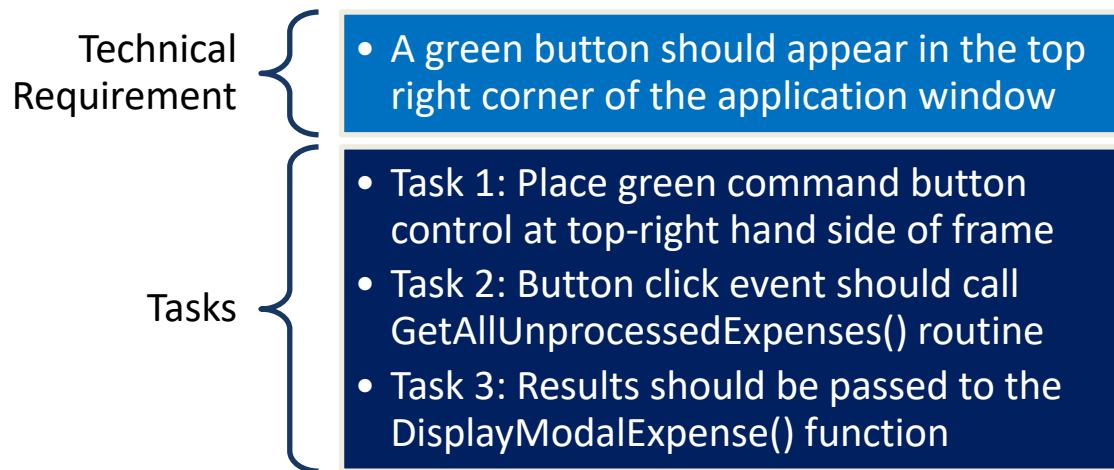 Technical
Requirement
• A green button should appear in the top
right corner of the application window
Tasks
• Task 1: Place green command button
control at top-right hand side of frame
• Task 2: Button click event should call
GetAllUnprocessedExpenses() routine
• Task 3: Results should be passed to the
DisplayModalExpense() function